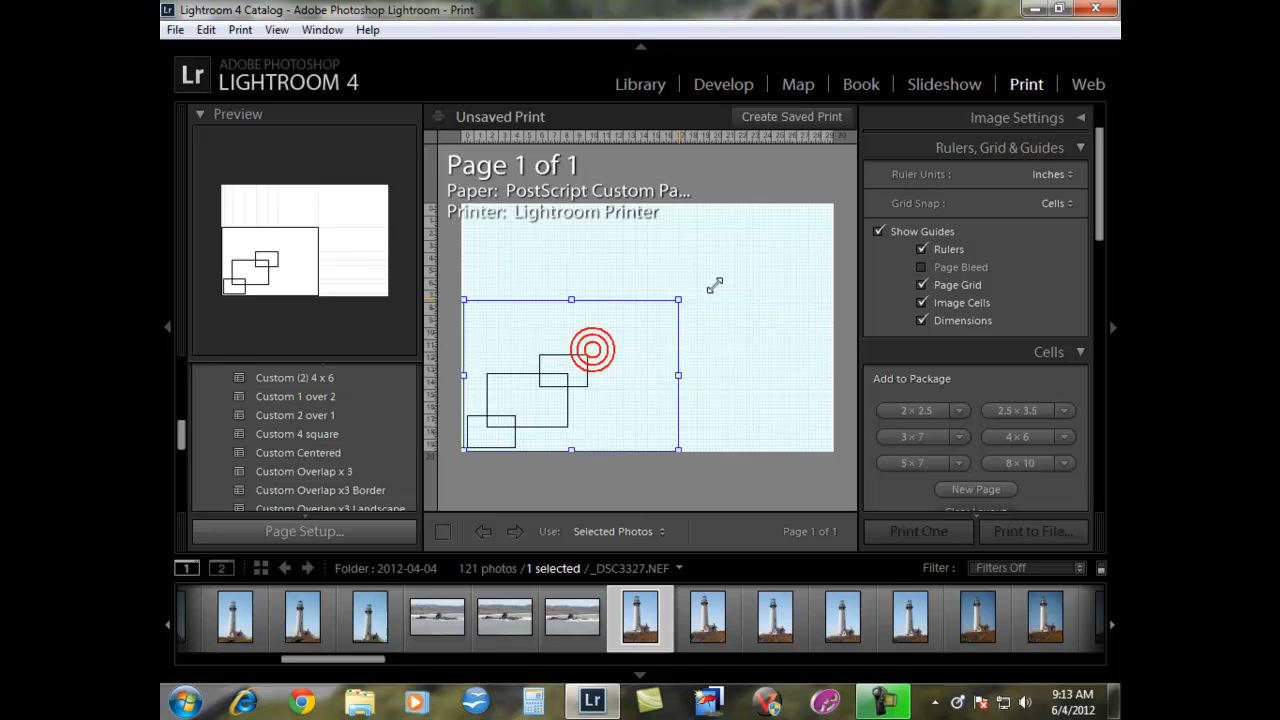 Lightroom 4 Catalog - Adobe Photoshop Lightroom - Print
File Edit Print View Window Help
Lr
ADOBE PHOTOSHOP
LIGHTROOM 4
Library | Develop | Map | Book | Slideshow | Print | Web
Preview
Custom (2) 4 x 6
Custom 1 over 2
Custom 2 over 1
Custom 4 square
Custom Centered
Custom Overlap x 3
Custom Overlap x3 Border
Custom Overlap x3 Landscape
Page Setup...
Unsaved Print
Create Saved Print
Page 1 of 1
Paper: PostScript Custom Pa...
Printer: Lightroom Printer
Use: Selected Photos
Page 1 of 1
Image Settings
Rulers, Grid & Guides
Ruler Units : Inches
Grid Snap : Cells
Show Guides
Rulers
Page Bleed
Page Grid
Image Cells
Dimensions
Cells
Add to Package
2 × 2.5
2.5 × 3.5
3 × 7
4 × 6
5 × 7
8 × 10
New Page
Print One
Print to File...
1 2 Folder : 2012-04-04 121 photos / 1 selected / _DSC3327.NEF
Filter : Filters Off
Lr
9:13 AM
6/4/2012